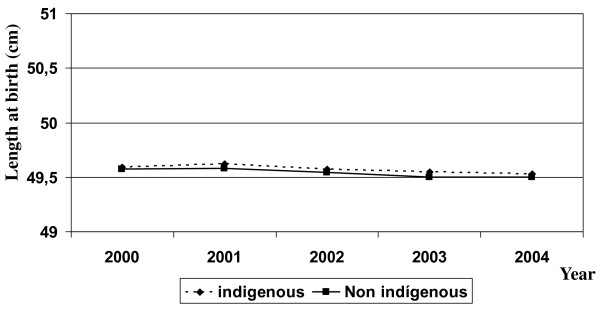 51
50,5
50
49,5
49
Length at birth (cm)
2000 2001 2002 2003 2004
Year
indigenous Non indígenous